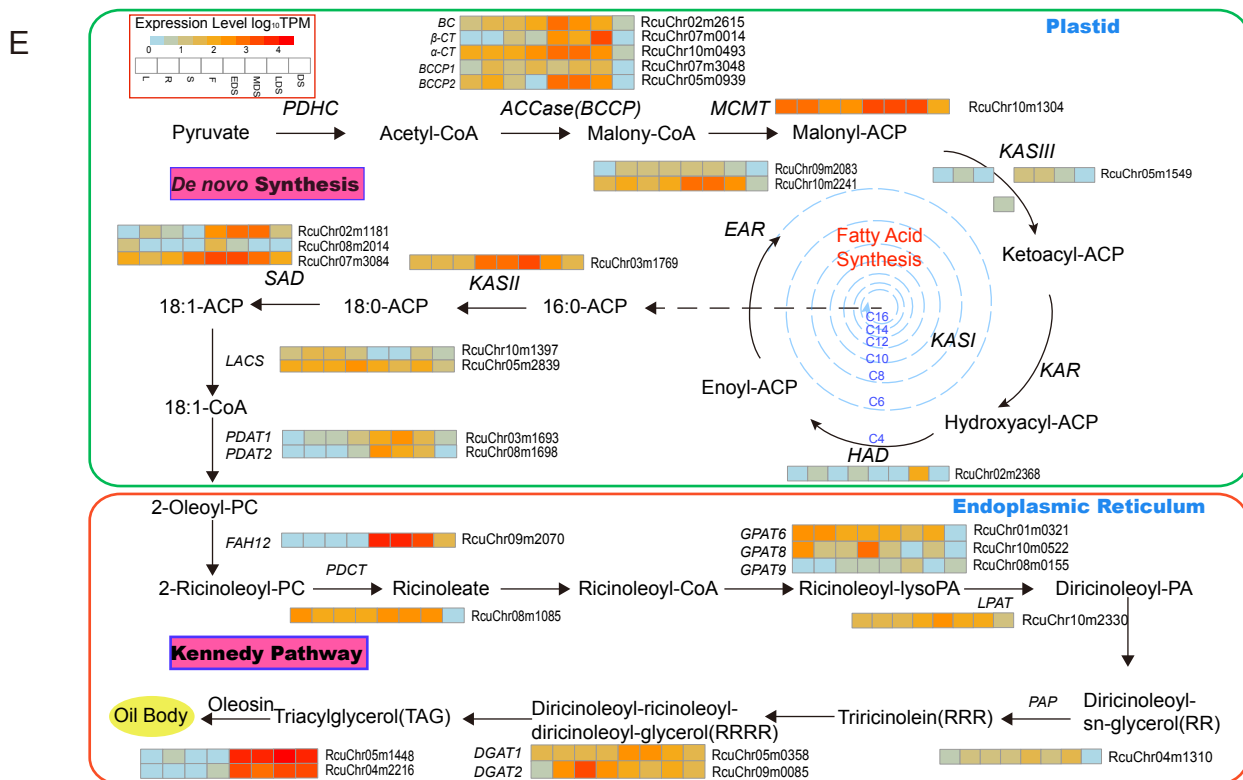 E
Expression Level log₁₀TPM
0 1 2 3 4
L R S F EDS MDS LDS DS
Plastid
BC RcuChr02m2615
β-CT RcuChr07m0014
α-CT RcuChr10m0493
BCCP1 RcuChr07m3048
BCCP2 RcuChr05m0939
PDHC ACCase(BCCP) MCMT RcuChr10m1304
Pyruvate Acetyl-CoA Malony-CoA Malonyl-ACP
KASIII
RcuChr09m2083
RcuChr10m2241
RcuChr05m1549
De novo Synthesis
RcuChr02m1181
RcuChr08m2014
RcuChr07m3084
EAR
Fatty Acid
Synthesis
Ketoacyl-ACP
RcuChr03m1769
SAD KASII
18:1-ACP 18:0-ACP 16:0-ACP
C16
C14
C12
C10
C8
C6
C4
KASI
KAR
LACS RcuChr10m1397
RcuChr05m2839
Enoyl-ACP
18:1-CoA
Hydroxyacyl-ACP
PDAT1 RcuChr03m1693
PDAT2 RcuChr08m1698
HAD
RcuChr02m2368
2-Oleoyl-PC
Endoplasmic Reticulum
FAH12 RcuChr09m2070
GPAT6 RcuChr01m0321
GPAT8 RcuChr10m0522
GPAT9 RcuChr08m0155
PDCT
2-Ricinoleoyl-PC Ricinoleate Ricinoleoyl-CoA Ricinoleoyl-lysoPA Diricinoleoyl-PA
LPAT
RcuChr08m1085
RcuChr10m2330
Kennedy Pathway
Oil Body Oleosin Triacylglycerol(TAG)
Diricinoleoyl-ricinoleoyl-
diricinoleoyl-glycerol(RRRR)
Triricinolein(RRR)
PAP
Diricinoleoyl-
sn-glycerol(RR)
RcuChr05m1448
RcuChr04m2216
DGAT1 RcuChr05m0358
DGAT2 RcuChr09m0085
RcuChr04m1310